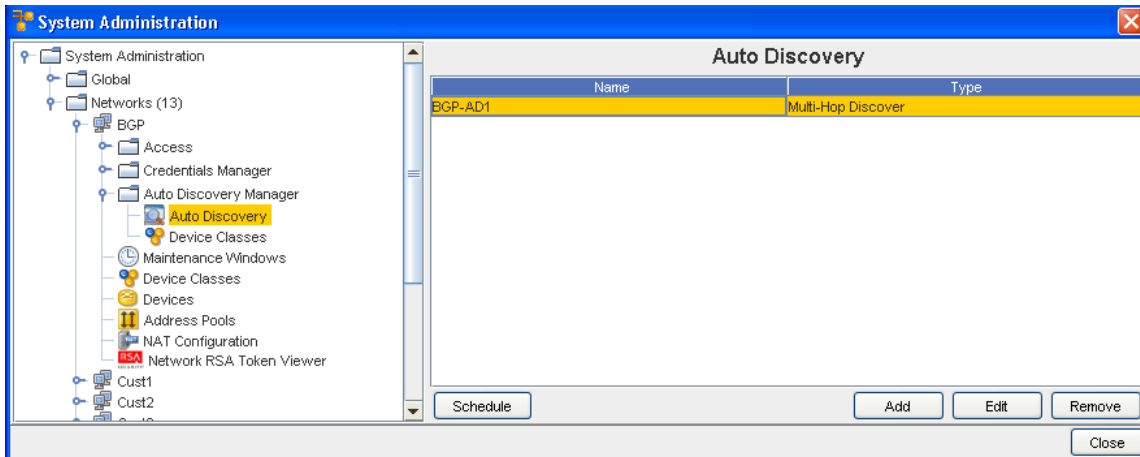 System Administration
System Administration
Global
Networks (13)
BGP
Access
Credentials Manager
Auto Discovery Manager
Auto Discovery
Device Classes
Maintenance Windows
Device Classes
Devices
Address Pools
NAT Configuration
RSA Network RSA Token Viewer
Cust1
Cust2
Auto Discovery
Name Type
BGP-AD1 Multi-Hop Discover
Schedule Add Edit Remove
Close